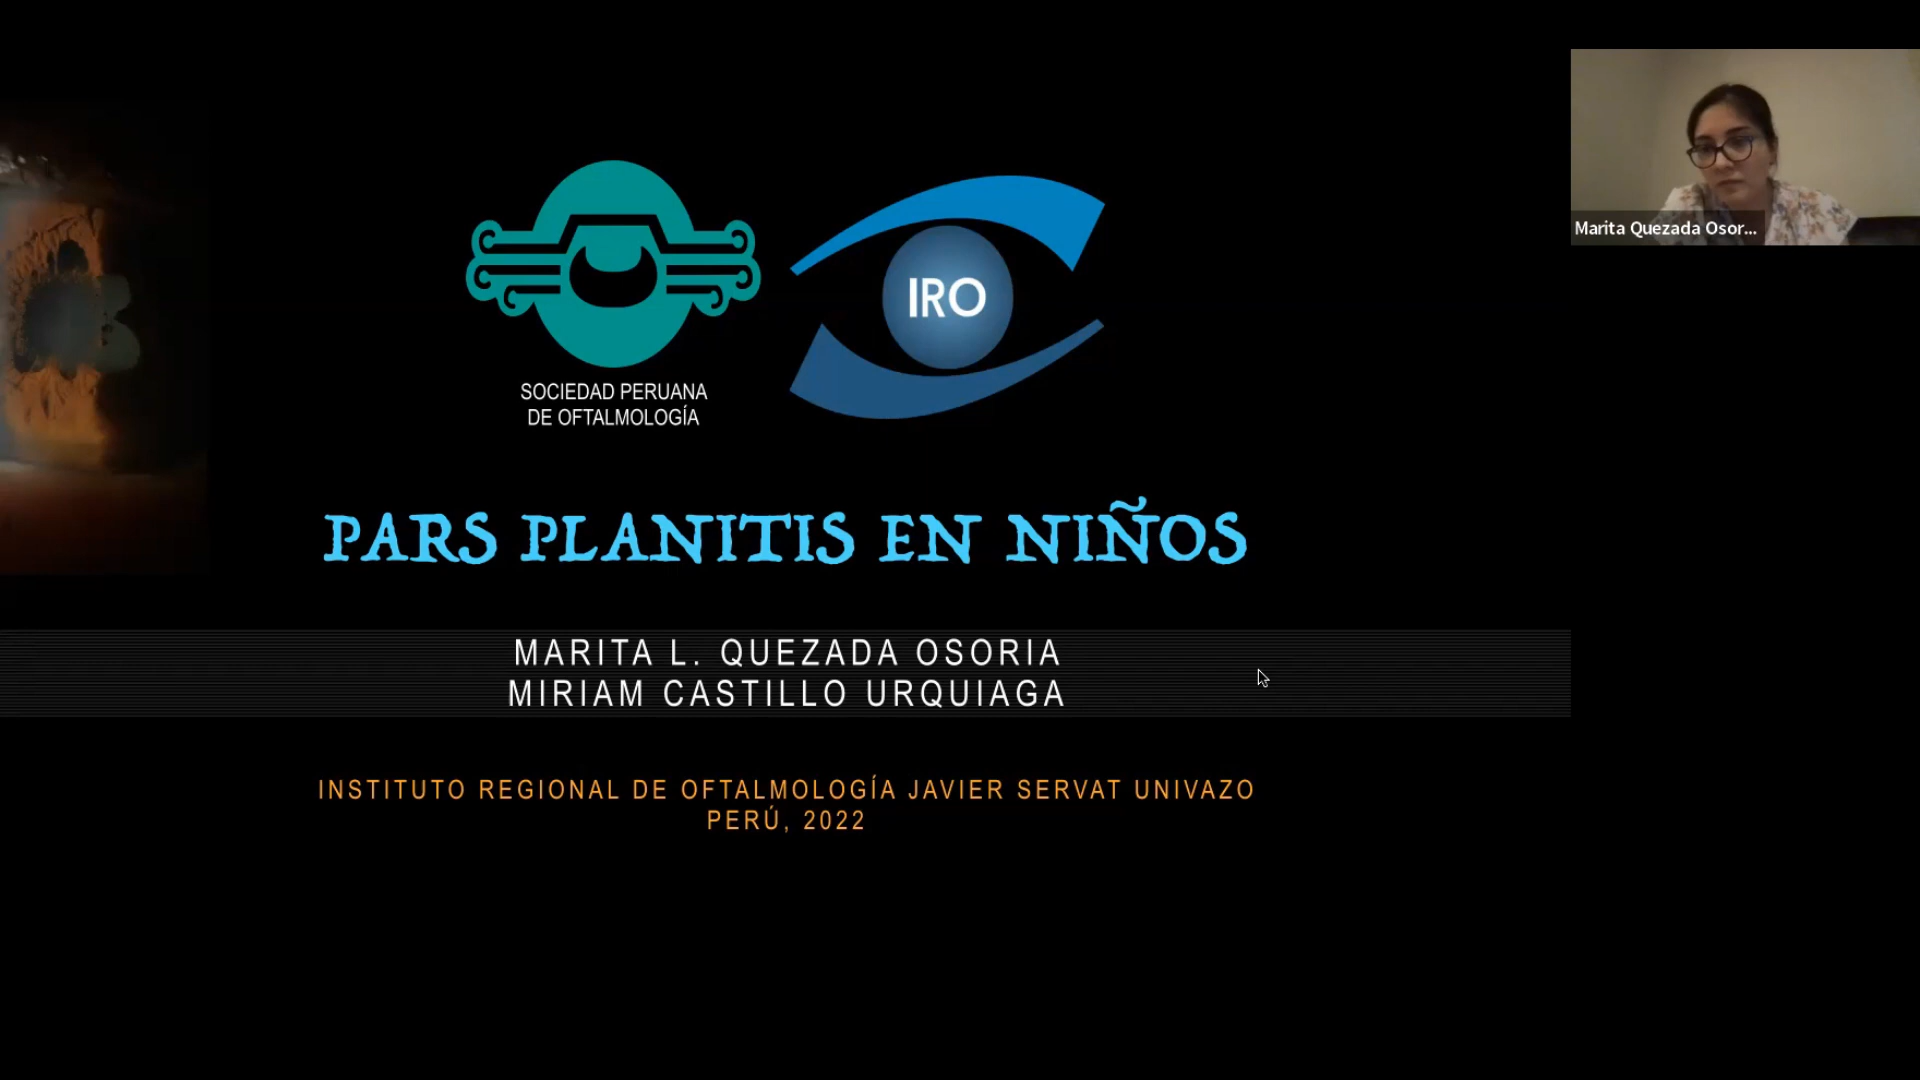 SOCIEDAD PERUANA
DE OFTALMOLOGÍA
IRO
PARS PLANITIS EN NIÑOS
MARITA L. QUEZADA OSORIA
MIRIAM CASTILLO URQUIAGA
INSTITUTO REGIONAL DE OFTALMOLOGÍA JAVIER SERVAT UNIVAZO
PERÚ, 2022
Marita Quezada Osor...